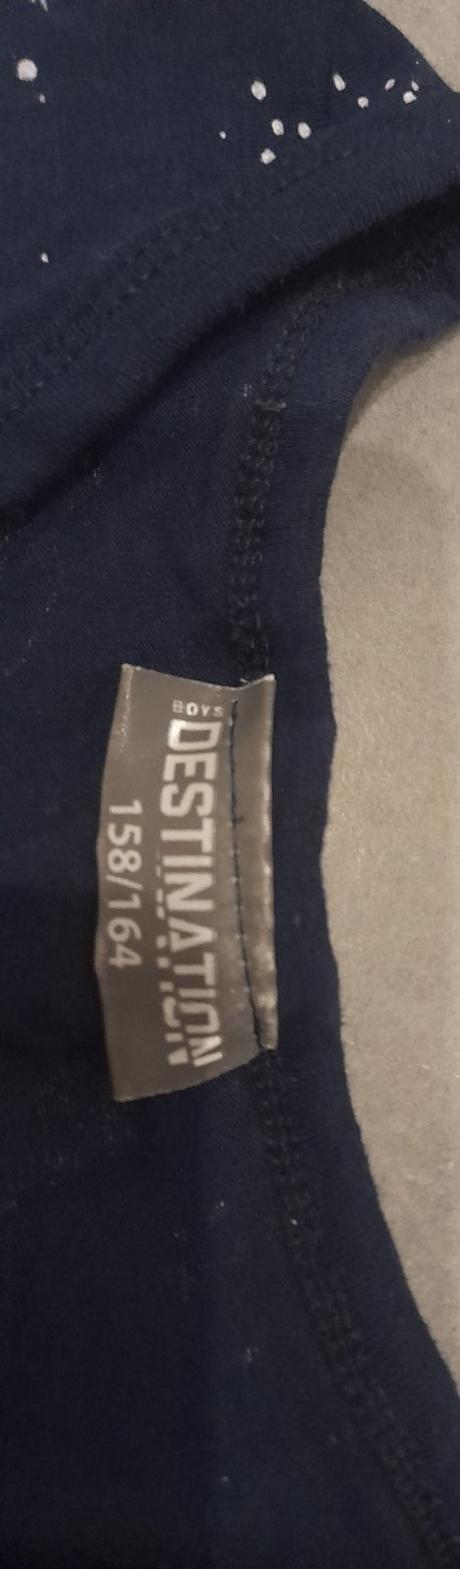 BOYS
DESTINATION
158/164